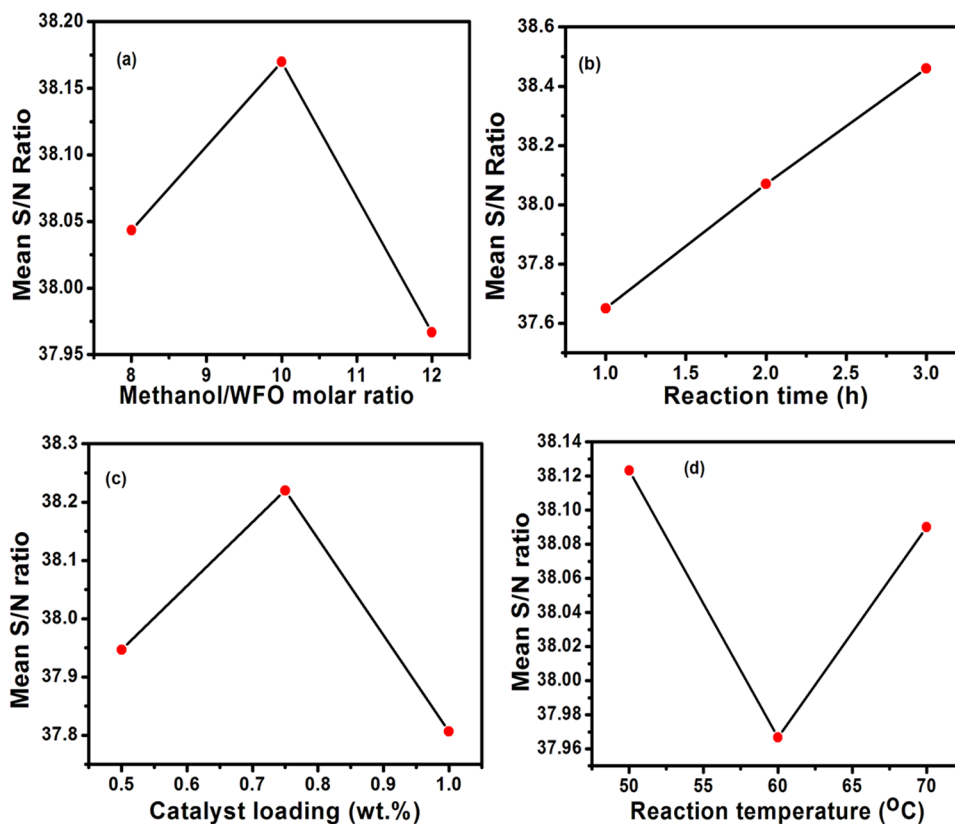 (a)
Mean S/N Ratio
38.20
38.15
38.10
38.05
38.00
37.95
8 9 10 11 12
Methanol/WFO molar ratio
(b)
Mean S/N Ratio
38.6
38.4
38.2
38.0
37.8
37.6
1.0 1.5 2.0 2.5 3.0
Reaction time (h)
(c)
Mean S/N ratio
38.3
38.2
38.1
38.0
37.9
37.8
0.5 0.6 0.7 0.8 0.9 1.0
Catalyst loading (wt.%)
(d)
Mean S/N ratio
38.14
38.12
38.10
38.08
38.06
38.04
38.02
38.00
37.98
37.96
50 55 60 65 70
Reaction temperature (⁰C)